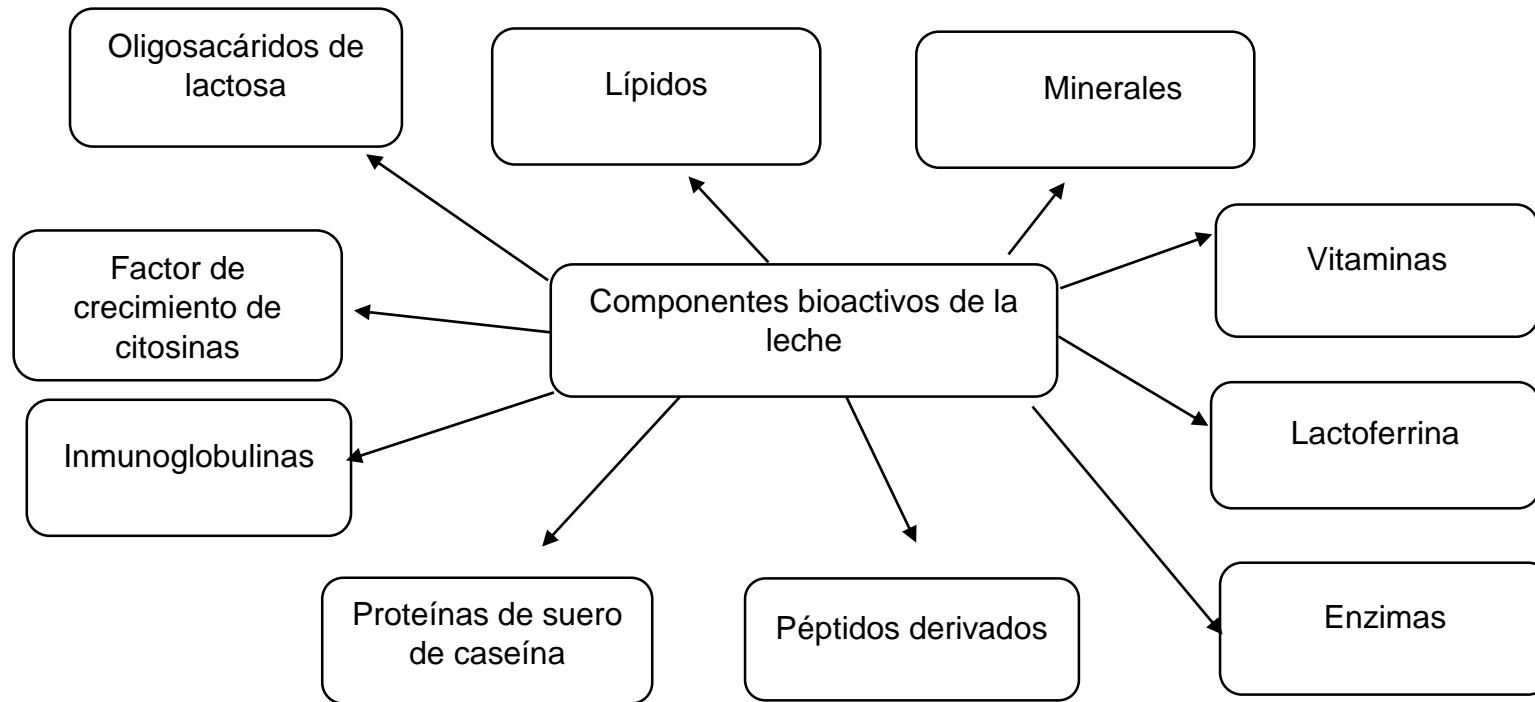 Oligosacáridos de
lactosa
Lípidos
Minerales
Factor de
crecimiento de
citosinas
Componentes bioactivos de la
leche
Vitaminas
Inmunoglobulinas
Lactoferrina
Proteínas de suero
de caseína
Péptidos derivados
Enzimas